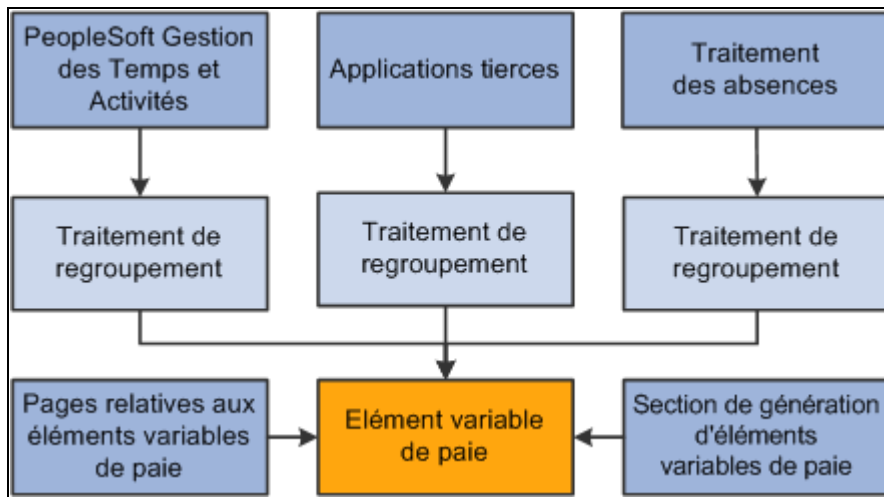 PeopleSoft Gestion
des Temps et
Activités
Applications tierces
Traitement
des absences
Traitement de
regroupement
Traitement de
regroupement
Traitement de
regroupement
Pages relatives aux
éléments variables
de paie
Elément variable
de paie
Section de génération
d'éléments
variables de paie